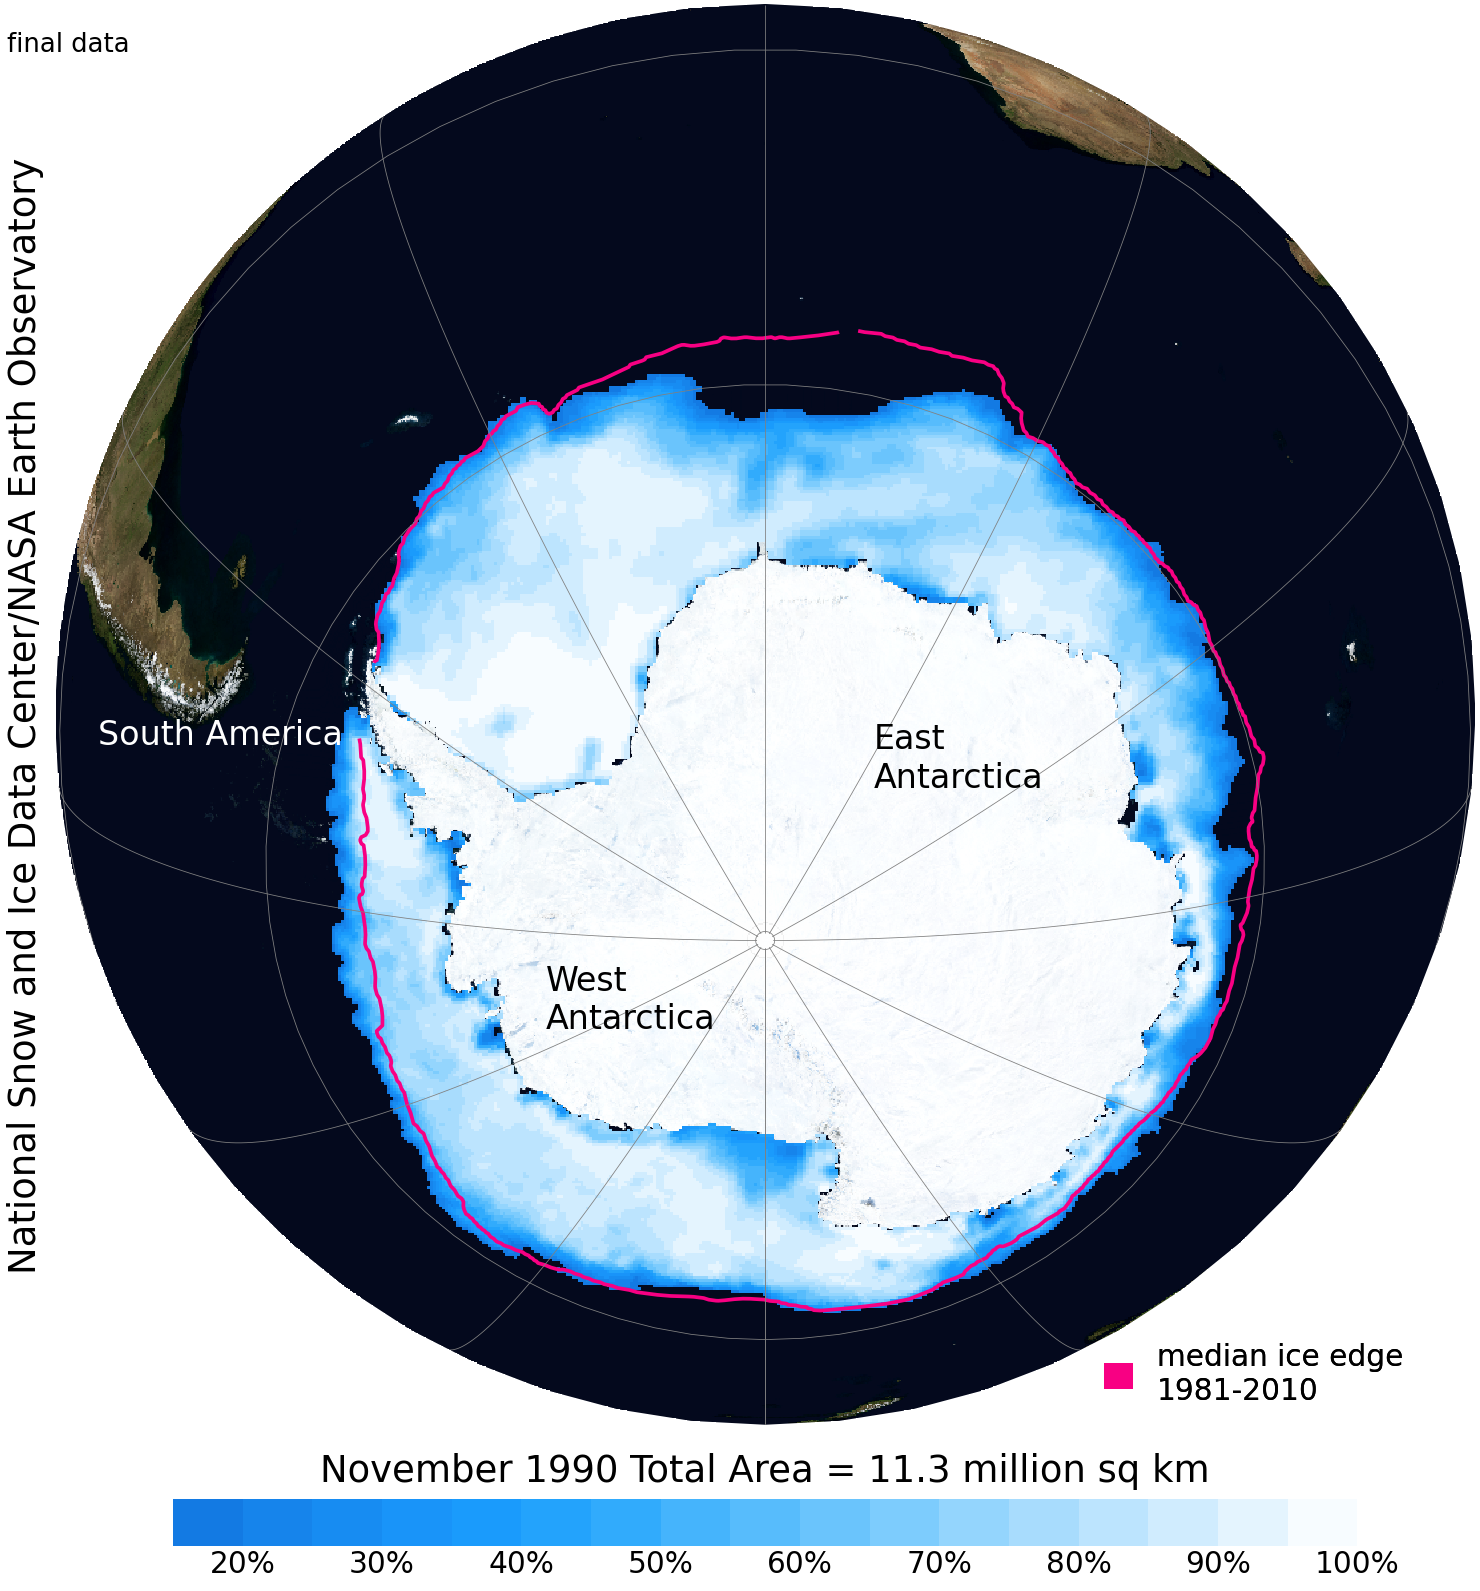 final data
National Snow and Ice Data Center/NASA Earth Observatory
South America
East
Antarctica
West
Antarctica
median ice edge
1981-2010
November 1990 Total Area = 11.3 million sq km
20% 30% 40% 50% 60% 70% 80% 90% 100%